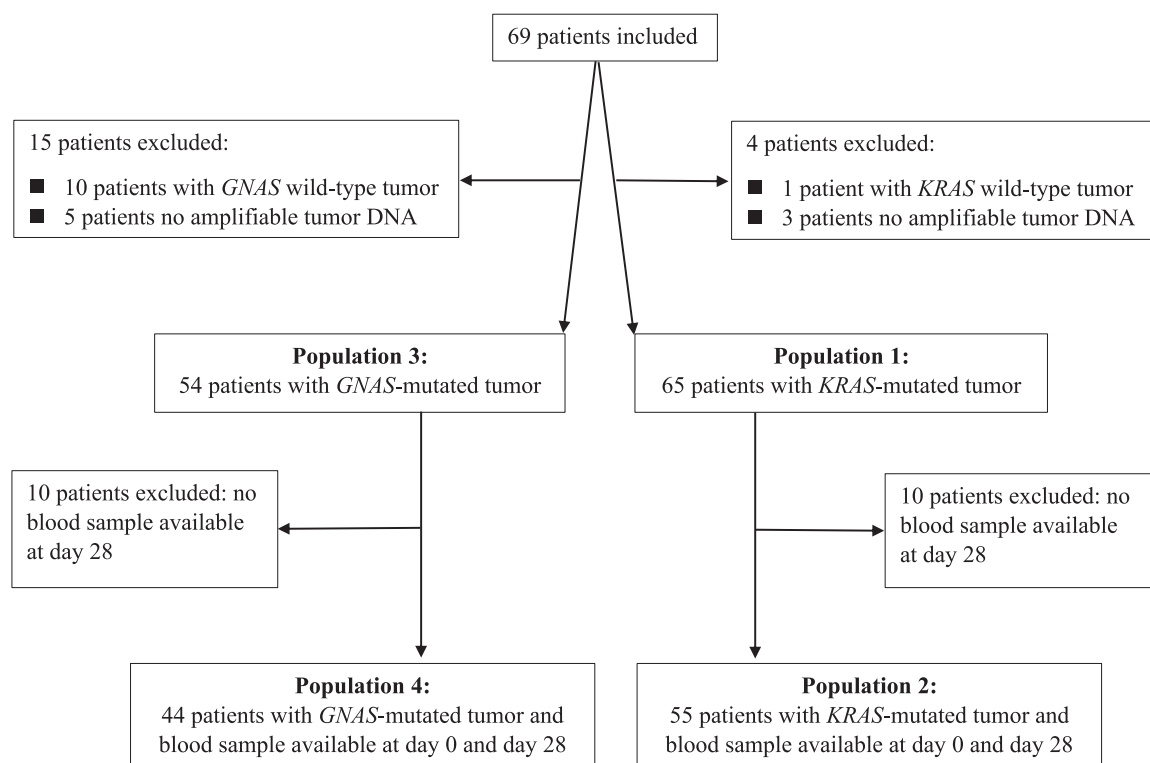 69 patients included
15 patients excluded:
■ 10 patients with GNAS wild-type tumor
■ 5 patients no amplifiable tumor DNA
4 patients excluded:
■ 1 patient with KRAS wild-type tumor
■ 3 patients no amplifiable tumor DNA
Population 3:
54 patients with GNAS-mutated tumor
Population 1:
65 patients with KRAS-mutated tumor
10 patients excluded: no
blood sample available
at day 28
10 patients excluded: no
blood sample available
at day 28
Population 4:
44 patients with GNAS-mutated tumor and
blood sample available at day 0 and day 28
Population 2:
55 patients with KRAS-mutated tumor and
blood sample available at day 0 and day 28